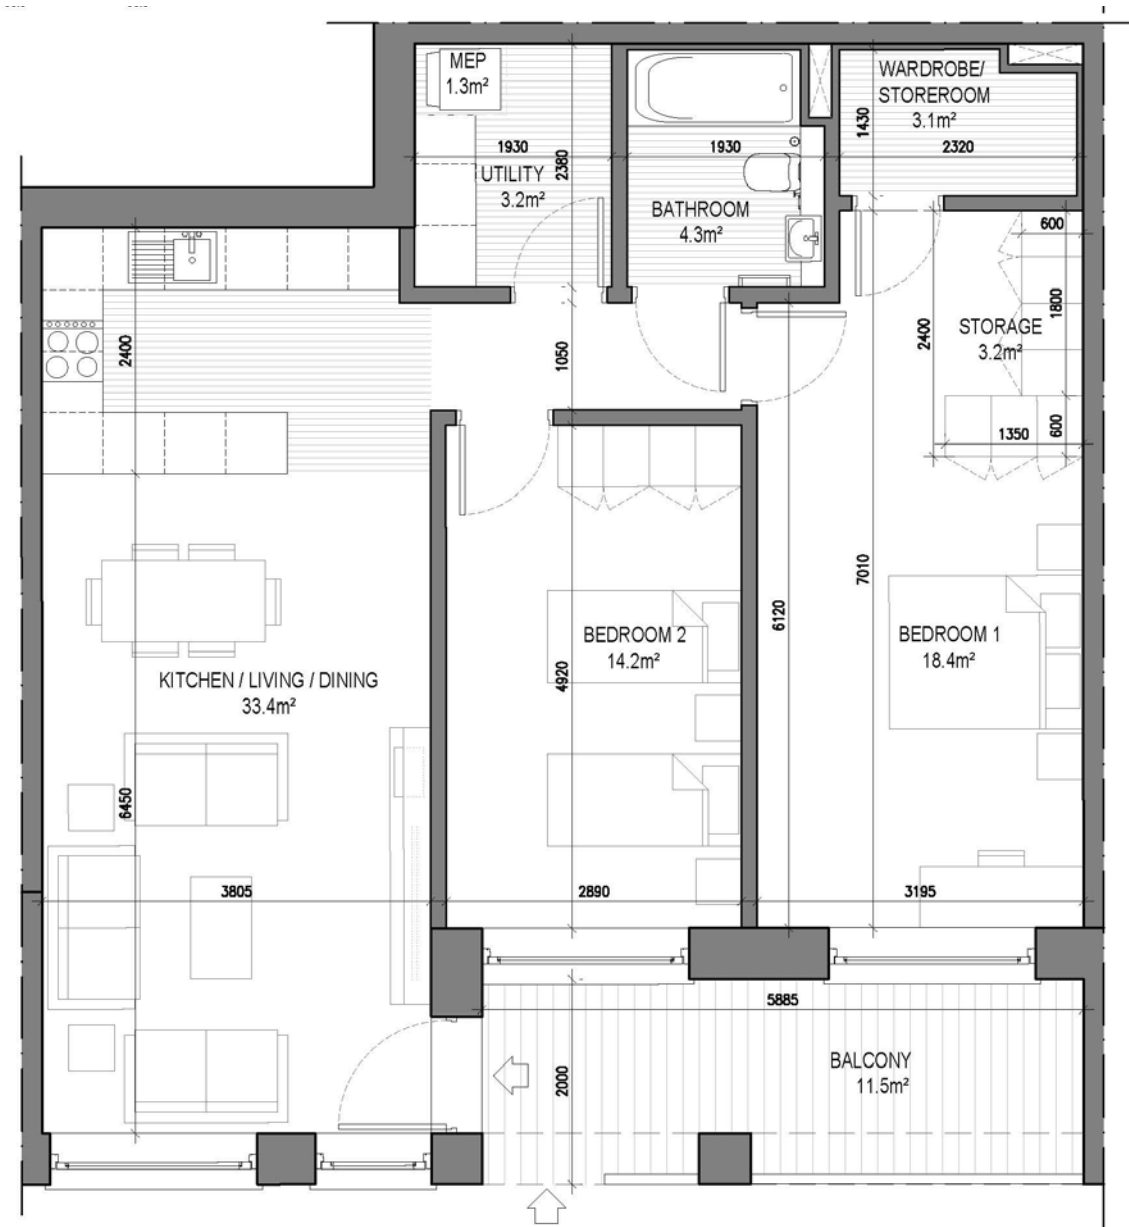 MEP
1.3m²
WARDROBE/
STOREROOM
3.1m²
1430
1930
2380
1930
2320
UTILITY
3.2m²
BATHROOM
4.3m²
600
2400
1050
2400
1800
STORAGE
3.2m²
1350
600
7010
6120
BEDROOM 2
14.2m²
BEDROOM 1
18.4m²
4920
KITCHEN / LIVING / DINING
33.4m²
6450
3805
2890
3195
5885
2000
BALCONY
11.5m²